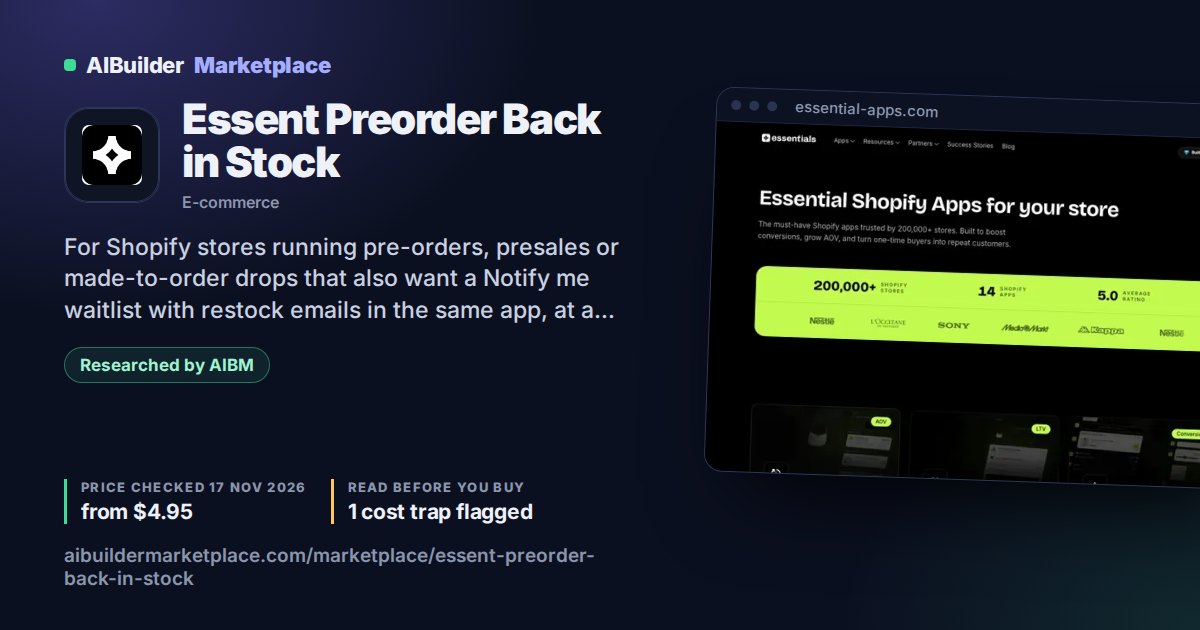 AIBuilder Marketplace
Essent Preorder Back
in Stock
E-commerce
For Shopify stores running pre-orders, presales or
made-to-order drops that also want a Notify me
waitlist with restock emails in the same app, at a...
Researched by AIBM
PRICE CHECKED 17 NOV 2026
from $4.95
READ BEFORE YOU BUY
1 cost trap flagged
aibuildermarketplace.com/marketplace/essent-preorder-
back-in-stock
essential-apps.com
essentials
Apps Resources Partners Success Stories Blog
Essential Shopify Apps for your store
The must-have Shopify apps trusted by 200,000+ stores. Built to boost
conversions, grow AOV, and turn one-time buyers into repeat customers.
200,000+ SHOPIFY STORES
14 SHOPIFY APPS
5.0 AVERAGE RATING
Nestle L'OCCITANE SONY MediaMarkt Kappa Nestle
AOV
LTV